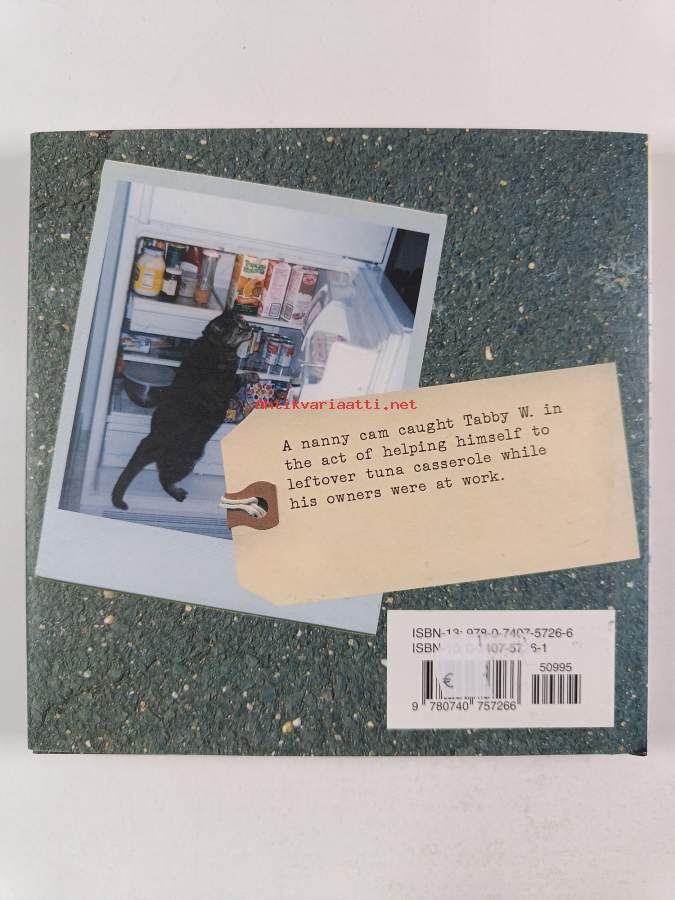 antikvariaatti.net
A nanny cam caught Tabby W. in
the act of helping himself to
leftover tuna casserole while
his owners were at work.
ISBN-13: 978-0-7407-5726-6
ISBN-
50995
€
9 780740 757266